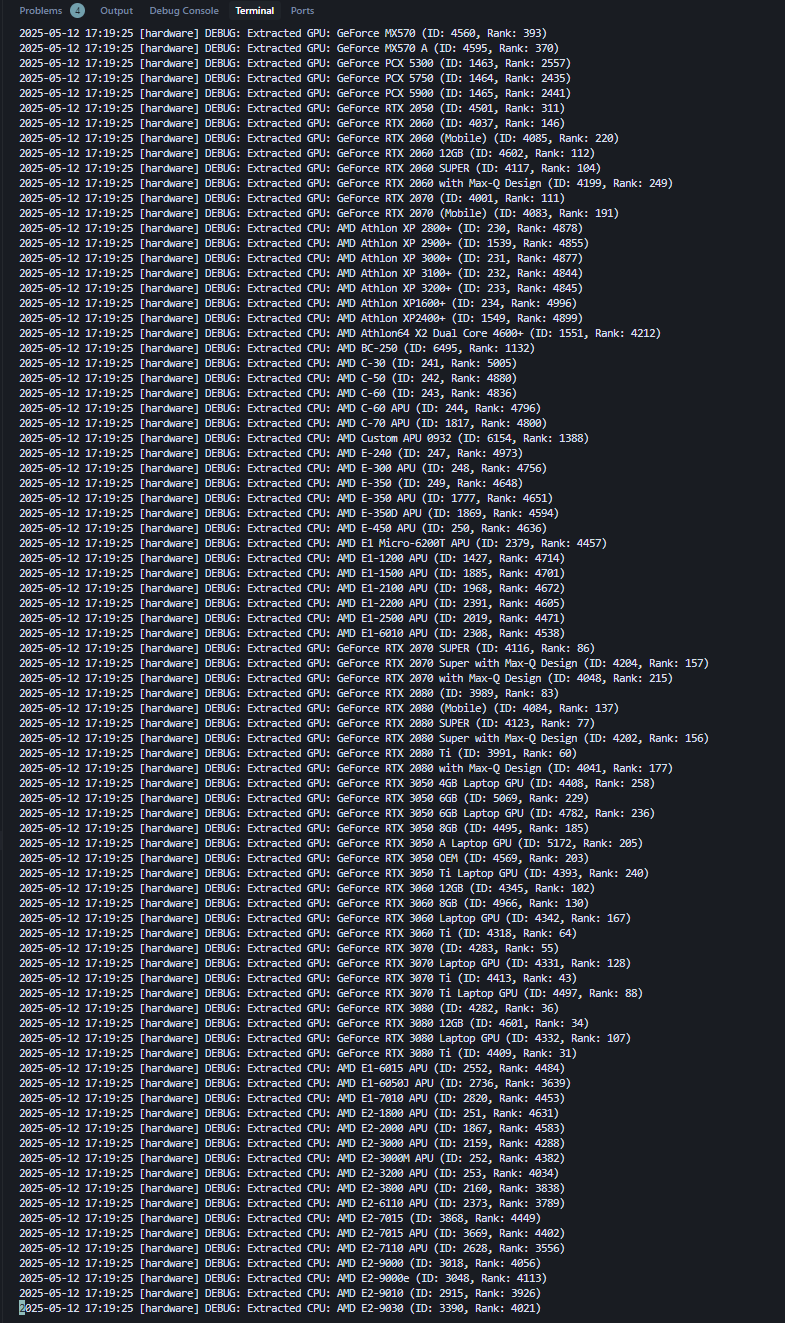 Problems 4 Output Debug Console Terminal Ports
2025-05-12 17:19:25 [hardware] DEBUG: Extracted GPU: GeForce MX570 (ID: 4560, Rank: 393)
2025-05-12 17:19:25 [hardware] DEBUG: Extracted GPU: GeForce MX570 A (ID: 4595, Rank: 370)
2025-05-12 17:19:25 [hardware] DEBUG: Extracted GPU: GeForce PCX 5300 (ID: 1463, Rank: 2557)
2025-05-12 17:19:25 [hardware] DEBUG: Extracted GPU: GeForce PCX 5750 (ID: 1464, Rank: 2435)
2025-05-12 17:19:25 [hardware] DEBUG: Extracted GPU: GeForce PCX 5900 (ID: 1465, Rank: 2441)
2025-05-12 17:19:25 [hardware] DEBUG: Extracted GPU: GeForce RTX 2050 (ID: 4501, Rank: 311)
2025-05-12 17:19:25 [hardware] DEBUG: Extracted GPU: GeForce RTX 2060 (ID: 4037, Rank: 146)
2025-05-12 17:19:25 [hardware] DEBUG: Extracted GPU: GeForce RTX 2060 (Mobile) (ID: 4085, Rank: 220)
2025-05-12 17:19:25 [hardware] DEBUG: Extracted GPU: GeForce RTX 2060 12GB (ID: 4602, Rank: 112)
2025-05-12 17:19:25 [hardware] DEBUG: Extracted GPU: GeForce RTX 2060 SUPER (ID: 4117, Rank: 104)
2025-05-12 17:19:25 [hardware] DEBUG: Extracted GPU: GeForce RTX 2060 with Max-Q Design (ID: 4199, Rank: 249)
2025-05-12 17:19:25 [hardware] DEBUG: Extracted GPU: GeForce RTX 2070 (ID: 4001, Rank: 111)
2025-05-12 17:19:25 [hardware] DEBUG: Extracted GPU: GeForce RTX 2070 (Mobile) (ID: 4083, Rank: 191)
2025-05-12 17:19:25 [hardware] DEBUG: Extracted CPU: AMD Athlon XP 2800+ (ID: 230, Rank: 4878)
2025-05-12 17:19:25 [hardware] DEBUG: Extracted CPU: AMD Athlon XP 2900+ (ID: 1539, Rank: 4855)
2025-05-12 17:19:25 [hardware] DEBUG: Extracted CPU: AMD Athlon XP 3000+ (ID: 231, Rank: 4877)
2025-05-12 17:19:25 [hardware] DEBUG: Extracted CPU: AMD Athlon XP 3100+ (ID: 232, Rank: 4844)
2025-05-12 17:19:25 [hardware] DEBUG: Extracted CPU: AMD Athlon XP 3200+ (ID: 233, Rank: 4845)
2025-05-12 17:19:25 [hardware] DEBUG: Extracted CPU: AMD Athlon XP1600+ (ID: 234, Rank: 4996)
2025-05-12 17:19:25 [hardware] DEBUG: Extracted CPU: AMD Athlon XP2400+ (ID: 1549, Rank: 4899)
2025-05-12 17:19:25 [hardware] DEBUG: Extracted CPU: AMD Athlon64 X2 Dual Core 4600+ (ID: 1551, Rank: 4212)
2025-05-12 17:19:25 [hardware] DEBUG: Extracted CPU: AMD BC-250 (ID: 6495, Rank: 1132)
2025-05-12 17:19:25 [hardware] DEBUG: Extracted CPU: AMD C-30 (ID: 241, Rank: 5005)
2025-05-12 17:19:25 [hardware] DEBUG: Extracted CPU: AMD C-50 (ID: 242, Rank: 4880)
2025-05-12 17:19:25 [hardware] DEBUG: Extracted CPU: AMD C-60 (ID: 243, Rank: 4836)
2025-05-12 17:19:25 [hardware] DEBUG: Extracted CPU: AMD C-60 APU (ID: 244, Rank: 4796)
2025-05-12 17:19:25 [hardware] DEBUG: Extracted CPU: AMD C-70 APU (ID: 1817, Rank: 4800)
2025-05-12 17:19:25 [hardware] DEBUG: Extracted CPU: AMD Custom APU 0932 (ID: 6154, Rank: 1388)
2025-05-12 17:19:25 [hardware] DEBUG: Extracted CPU: AMD E-240 (ID: 247, Rank: 4973)
2025-05-12 17:19:25 [hardware] DEBUG: Extracted CPU: AMD E-300 APU (ID: 248, Rank: 4756)
2025-05-12 17:19:25 [hardware] DEBUG: Extracted CPU: AMD E-350 (ID: 249, Rank: 4648)
2025-05-12 17:19:25 [hardware] DEBUG: Extracted CPU: AMD E-350 APU (ID: 1777, Rank: 4651)
2025-05-12 17:19:25 [hardware] DEBUG: Extracted CPU: AMD E-350D APU (ID: 1869, Rank: 4594)
2025-05-12 17:19:25 [hardware] DEBUG: Extracted CPU: AMD E-450 APU (ID: 250, Rank: 4636)
2025-05-12 17:19:25 [hardware] DEBUG: Extracted CPU: AMD E1 Micro-6200T APU (ID: 2379, Rank: 4457)
2025-05-12 17:19:25 [hardware] DEBUG: Extracted CPU: AMD E1-1200 APU (ID: 1427, Rank: 4714)
2025-05-12 17:19:25 [hardware] DEBUG: Extracted CPU: AMD E1-1500 APU (ID: 1885, Rank: 4701)
2025-05-12 17:19:25 [hardware] DEBUG: Extracted CPU: AMD E1-2100 APU (ID: 1968, Rank: 4672)
2025-05-12 17:19:25 [hardware] DEBUG: Extracted CPU: AMD E1-2200 APU (ID: 2391, Rank: 4605)
2025-05-12 17:19:25 [hardware] DEBUG: Extracted CPU: AMD E1-2500 APU (ID: 2019, Rank: 4471)
2025-05-12 17:19:25 [hardware] DEBUG: Extracted CPU: AMD E1-6010 APU (ID: 2308, Rank: 4538)
2025-05-12 17:19:25 [hardware] DEBUG: Extracted GPU: GeForce RTX 2070 SUPER (ID: 4116, Rank: 86)
2025-05-12 17:19:25 [hardware] DEBUG: Extracted GPU: GeForce RTX 2070 Super with Max-Q Design (ID: 4204, Rank: 157)
2025-05-12 17:19:25 [hardware] DEBUG: Extracted GPU: GeForce RTX 2070 with Max-Q Design (ID: 4048, Rank: 215)
2025-05-12 17:19:25 [hardware] DEBUG: Extracted GPU: GeForce RTX 2080 (ID: 3989, Rank: 83)
2025-05-12 17:19:25 [hardware] DEBUG: Extracted GPU: GeForce RTX 2080 (Mobile) (ID: 4084, Rank: 137)
2025-05-12 17:19:25 [hardware] DEBUG: Extracted GPU: GeForce RTX 2080 SUPER (ID: 4123, Rank: 77)
2025-05-12 17:19:25 [hardware] DEBUG: Extracted GPU: GeForce RTX 2080 Super with Max-Q Design (ID: 4202, Rank: 156)
2025-05-12 17:19:25 [hardware] DEBUG: Extracted GPU: GeForce RTX 2080 Ti (ID: 3991, Rank: 60)
2025-05-12 17:19:25 [hardware] DEBUG: Extracted GPU: GeForce RTX 2080 with Max-Q Design (ID: 4041, Rank: 177)
2025-05-12 17:19:25 [hardware] DEBUG: Extracted GPU: GeForce RTX 3050 4GB Laptop GPU (ID: 4408, Rank: 258)
2025-05-12 17:19:25 [hardware] DEBUG: Extracted GPU: GeForce RTX 3050 6GB (ID: 5069, Rank: 229)
2025-05-12 17:19:25 [hardware] DEBUG: Extracted GPU: GeForce RTX 3050 6GB Laptop GPU (ID: 4782, Rank: 236)
2025-05-12 17:19:25 [hardware] DEBUG: Extracted GPU: GeForce RTX 3050 8GB (ID: 4495, Rank: 185)
2025-05-12 17:19:25 [hardware] DEBUG: Extracted GPU: GeForce RTX 3050 A Laptop GPU (ID: 5172, Rank: 205)
2025-05-12 17:19:25 [hardware] DEBUG: Extracted GPU: GeForce RTX 3050 OEM (ID: 4569, Rank: 203)
2025-05-12 17:19:25 [hardware] DEBUG: Extracted GPU: GeForce RTX 3050 Ti Laptop GPU (ID: 4393, Rank: 240)
2025-05-12 17:19:25 [hardware] DEBUG: Extracted GPU: GeForce RTX 3060 12GB (ID: 4345, Rank: 102)
2025-05-12 17:19:25 [hardware] DEBUG: Extracted GPU: GeForce RTX 3060 8GB (ID: 4966, Rank: 130)
2025-05-12 17:19:25 [hardware] DEBUG: Extracted GPU: GeForce RTX 3060 Laptop GPU (ID: 4342, Rank: 167)
2025-05-12 17:19:25 [hardware] DEBUG: Extracted GPU: GeForce RTX 3060 Ti (ID: 4318, Rank: 64)
2025-05-12 17:19:25 [hardware] DEBUG: Extracted GPU: GeForce RTX 3070 (ID: 4283, Rank: 55)
2025-05-12 17:19:25 [hardware] DEBUG: Extracted GPU: GeForce RTX 3070 Laptop GPU (ID: 4331, Rank: 128)
2025-05-12 17:19:25 [hardware] DEBUG: Extracted GPU: GeForce RTX 3070 Ti (ID: 4413, Rank: 43)
2025-05-12 17:19:25 [hardware] DEBUG: Extracted GPU: GeForce RTX 3070 Ti Laptop GPU (ID: 4497, Rank: 88)
2025-05-12 17:19:25 [hardware] DEBUG: Extracted GPU: GeForce RTX 3080 (ID: 4282, Rank: 36)
2025-05-12 17:19:25 [hardware] DEBUG: Extracted GPU: GeForce RTX 3080 12GB (ID: 4601, Rank: 34)
2025-05-12 17:19:25 [hardware] DEBUG: Extracted GPU: GeForce RTX 3080 Laptop GPU (ID: 4332, Rank: 107)
2025-05-12 17:19:25 [hardware] DEBUG: Extracted GPU: GeForce RTX 3080 Ti (ID: 4409, Rank: 31)
2025-05-12 17:19:25 [hardware] DEBUG: Extracted CPU: AMD E1-6015 APU (ID: 2552, Rank: 4484)
2025-05-12 17:19:25 [hardware] DEBUG: Extracted CPU: AMD E1-6050J APU (ID: 2736, Rank: 3639)
2025-05-12 17:19:25 [hardware] DEBUG: Extracted CPU: AMD E1-7010 APU (ID: 2820, Rank: 4453)
2025-05-12 17:19:25 [hardware] DEBUG: Extracted CPU: AMD E2-1800 APU (ID: 251, Rank: 4631)
2025-05-12 17:19:25 [hardware] DEBUG: Extracted CPU: AMD E2-2000 APU (ID: 1867, Rank: 4583)
2025-05-12 17:19:25 [hardware] DEBUG: Extracted CPU: AMD E2-3000 APU (ID: 2159, Rank: 4288)
2025-05-12 17:19:25 [hardware] DEBUG: Extracted CPU: AMD E2-3000M APU (ID: 252, Rank: 4382)
2025-05-12 17:19:25 [hardware] DEBUG: Extracted CPU: AMD E2-3200 APU (ID: 253, Rank: 4034)
2025-05-12 17:19:25 [hardware] DEBUG: Extracted CPU: AMD E2-3800 APU (ID: 2160, Rank: 3838)
2025-05-12 17:19:25 [hardware] DEBUG: Extracted CPU: AMD E2-6110 APU (ID: 2373, Rank: 3789)
2025-05-12 17:19:25 [hardware] DEBUG: Extracted CPU: AMD E2-7015 (ID: 3868, Rank: 4449)
2025-05-12 17:19:25 [hardware] DEBUG: Extracted CPU: AMD E2-7015 APU (ID: 3669, Rank: 4402)
2025-05-12 17:19:25 [hardware] DEBUG: Extracted CPU: AMD E2-7110 APU (ID: 2628, Rank: 3556)
2025-05-12 17:19:25 [hardware] DEBUG: Extracted CPU: AMD E2-9000 (ID: 3018, Rank: 4056)
2025-05-12 17:19:25 [hardware] DEBUG: Extracted CPU: AMD E2-9000e (ID: 3048, Rank: 4113)
2025-05-12 17:19:25 [hardware] DEBUG: Extracted CPU: AMD E2-9010 (ID: 2915, Rank: 3926)
2025-05-12 17:19:25 [hardware] DEBUG: Extracted CPU: AMD E2-9030 (ID: 3390, Rank: 4021)